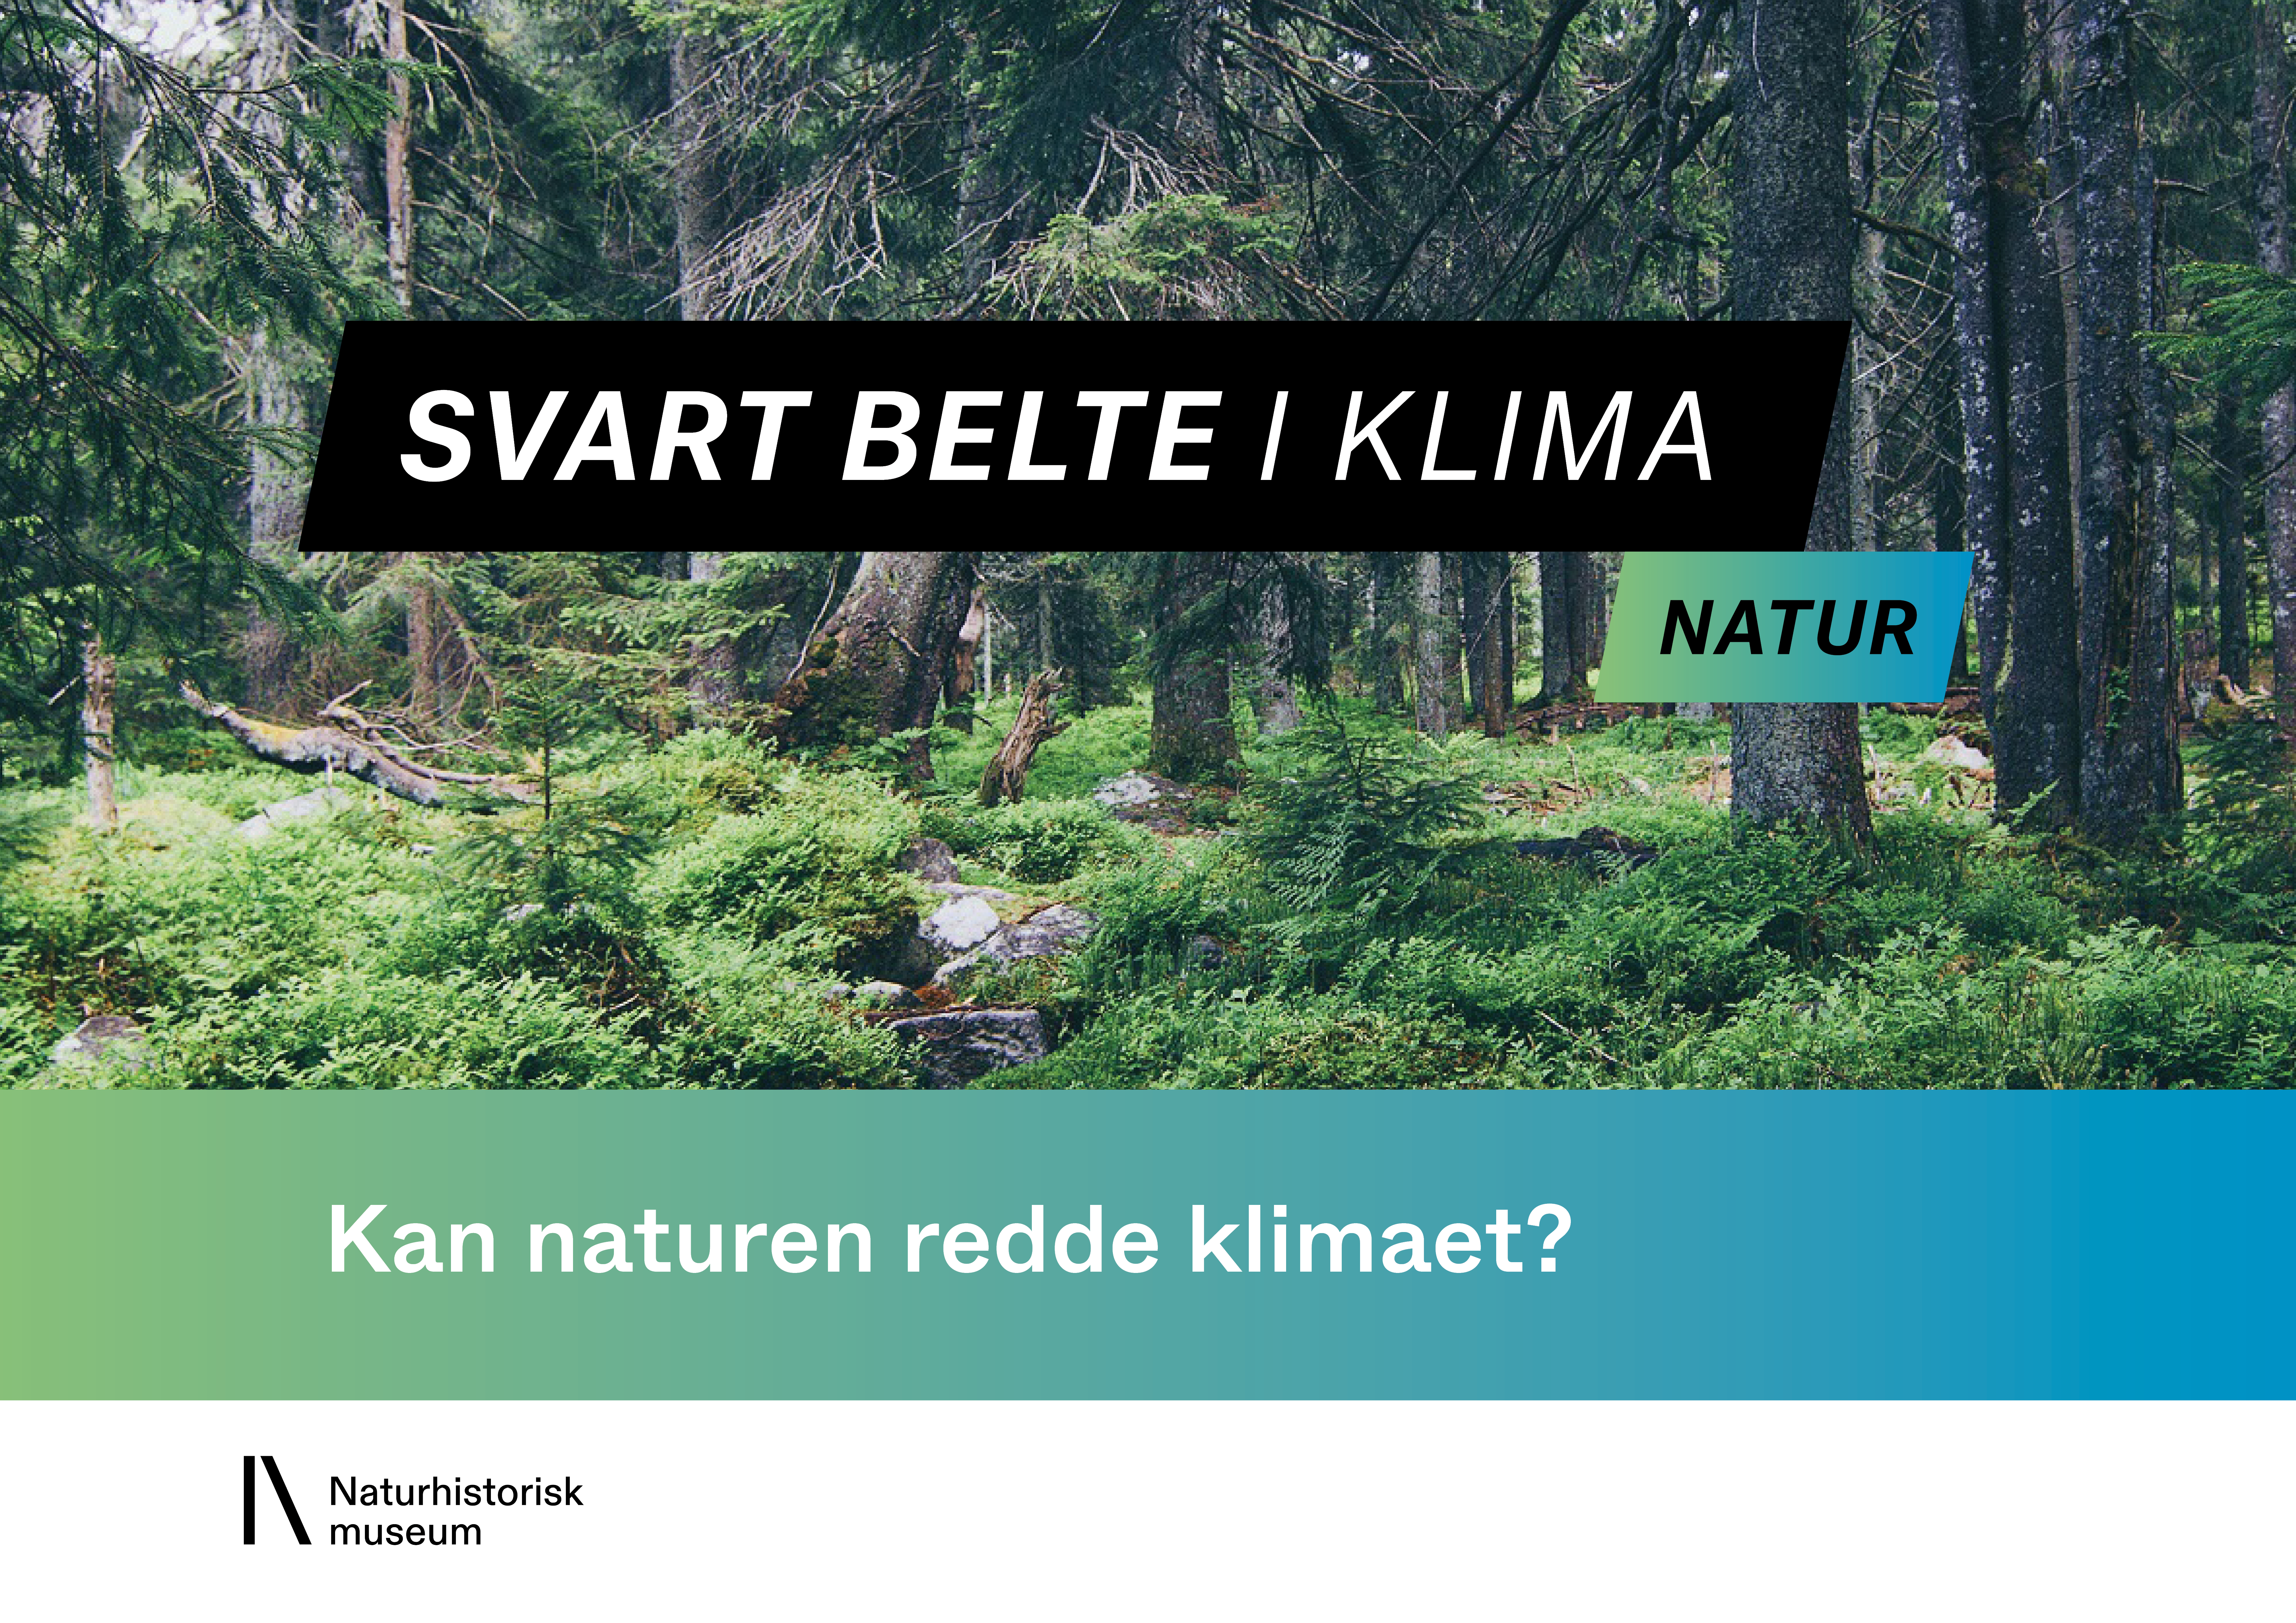 SVART BELTE I KLIMA
NATUR
Kan naturen redde klimaet?
Naturhistorisk
museum